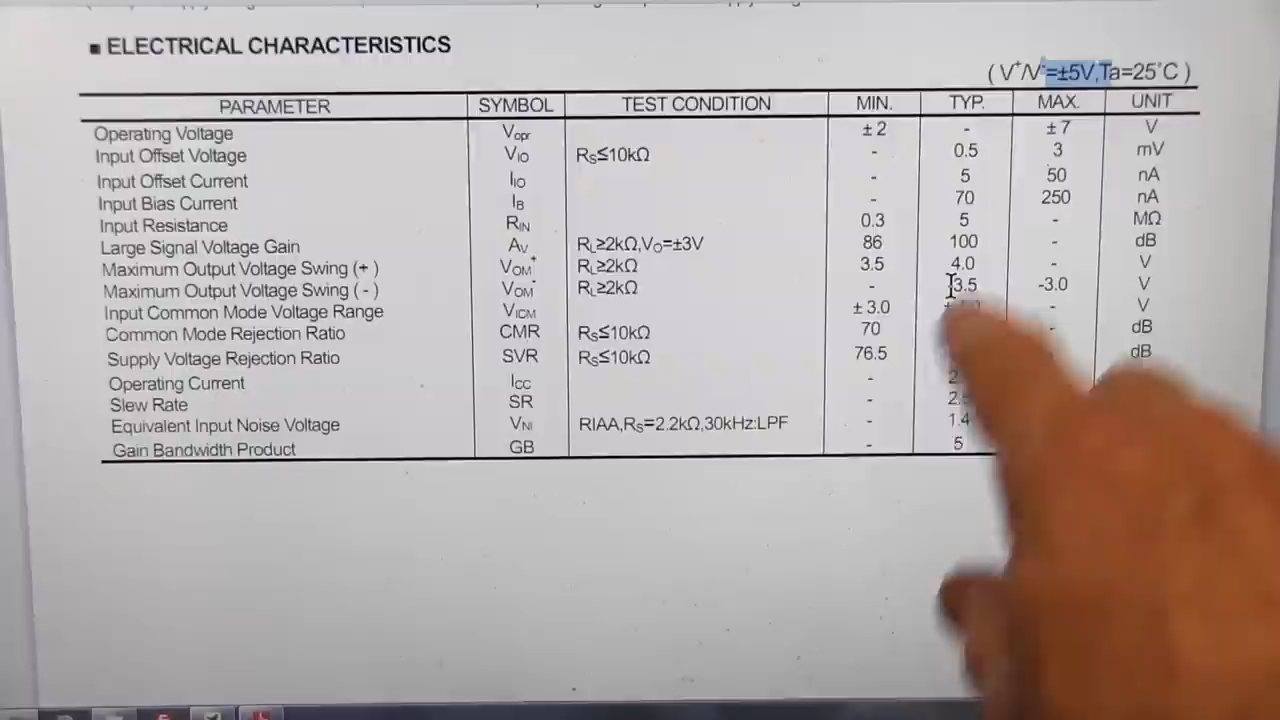 ■ ELECTRICAL CHARACTERISTICS
( V⁺/V⁻=±5V,Ta=25˚C )
PARAMETER SYMBOL TEST CONDITION MIN. TYP. MAX. UNIT
Operating Voltage Vopr ±2 - ±7 V
Input Offset Voltage VIO RS≤10kΩ - 0.5 3 mV
Input Offset Current IIO - 5 50 nA
Input Bias Current IB - 70 250 nA
Input Resistance RIN 0.3 5 - MΩ
Large Signal Voltage Gain AV RL≥2kΩ,VO=±3V 86 100 - dB
Maximum Output Voltage Swing (+) VOM⁺ RL≥2kΩ 3.5 4.0 - V
Maximum Output Voltage Swing (-) VOM⁻ RL≥2kΩ - 3.5 -3.0 V
Input Common Mode Voltage Range VICM ±3.0 - V
Common Mode Rejection Ratio CMR RS≤10kΩ 70 - dB
Supply Voltage Rejection Ratio SVR RS≤10kΩ 76.5 dB
Operating Current ICC -
Slew Rate SR -
Equivalent Input Noise Voltage VNI RIAA,RS=2.2kΩ,30kHz:LPF - 1.4
Gain Bandwidth Product GB - 5